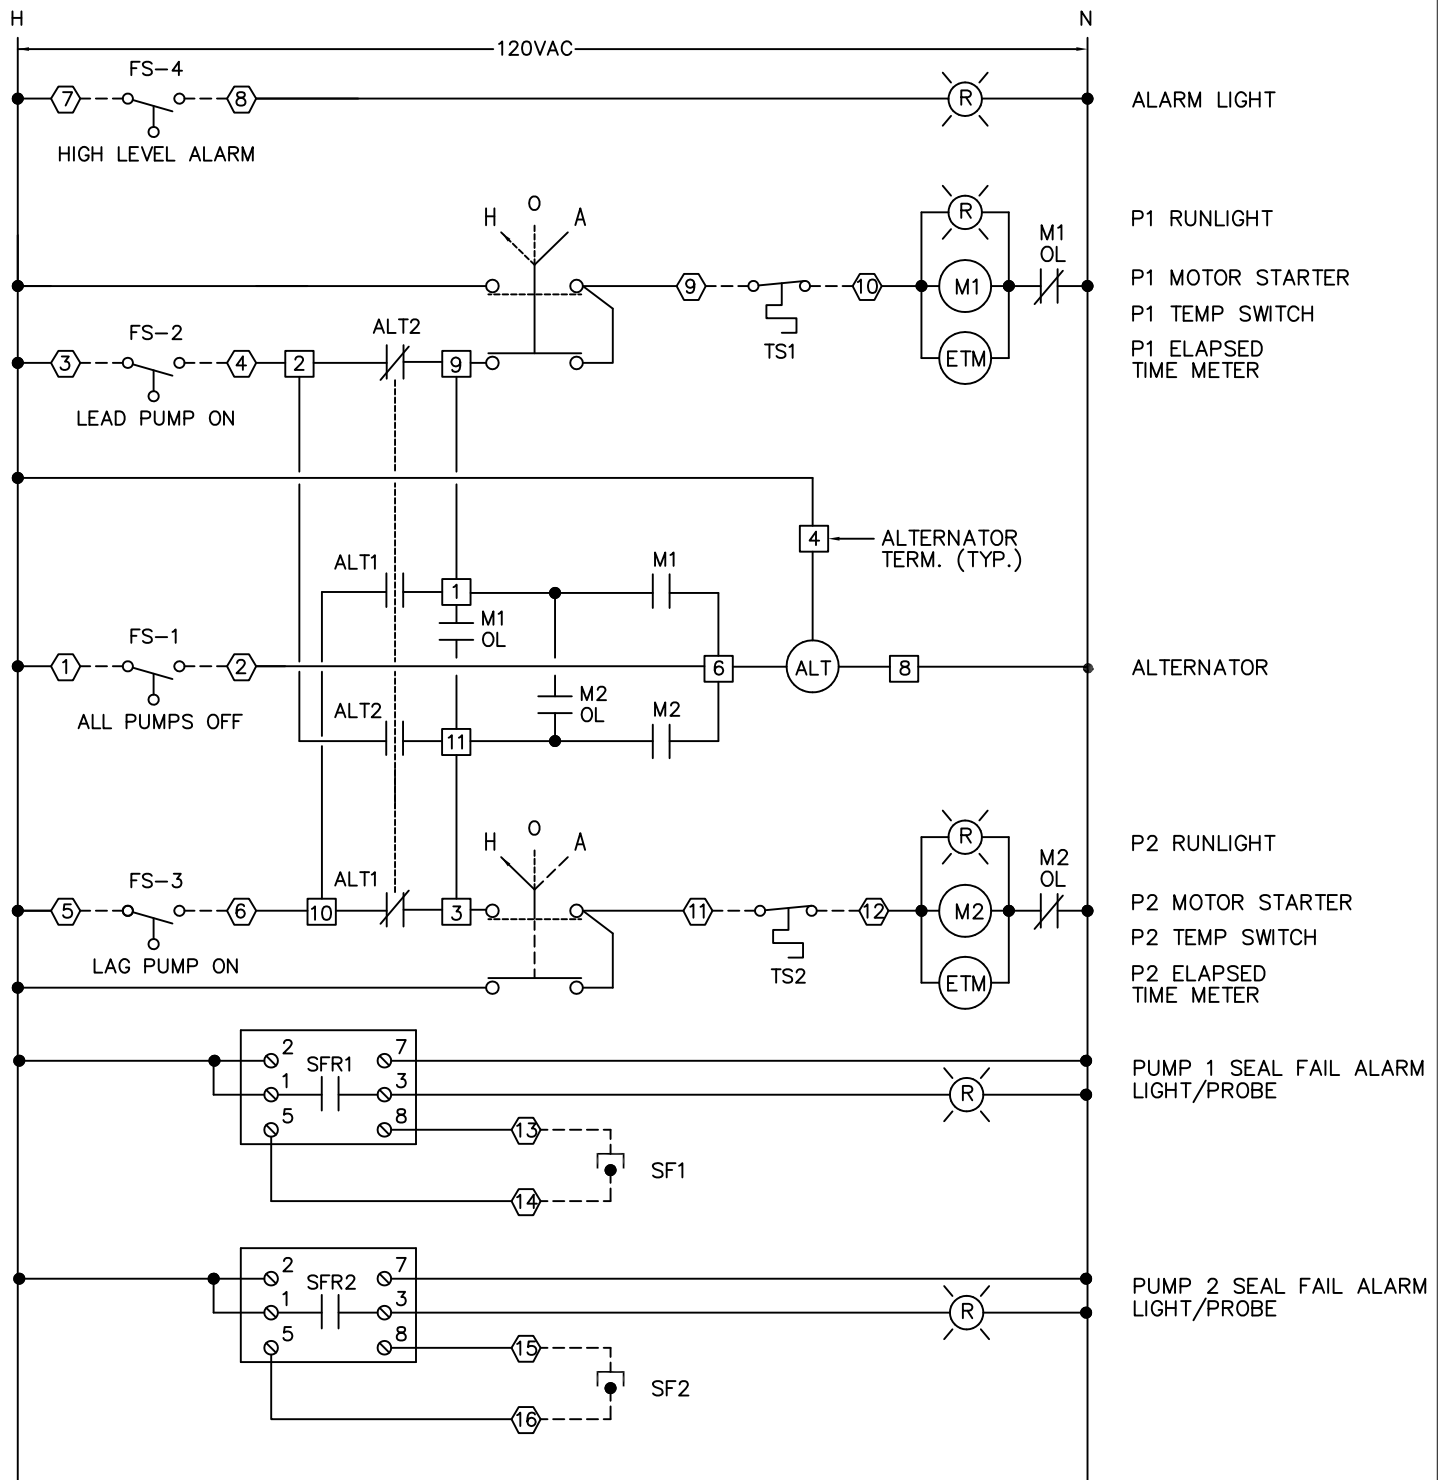 H
N
120VAC
FS-4
7
8
R
ALARM LIGHT
HIGH LEVEL ALARM
H
O
A
R
P1 RUNLIGHT
M1
OL
9
10
M1
P1 MOTOR STARTER
P1 TEMP SWITCH
TS1
FS-2
ALT2
3
4
2
9
ETM
P1 ELAPSED
TIME METER
LEAD PUMP ON
4
ALTERNATOR
TERM. (TYP.)
ALT1
1
M1
M1
OL
FS-1
1
2
6
ALT
8
ALTERNATOR
ALL PUMPS OFF
ALT2
M2
OL
M2
11
H
O
A
R
P2 RUNLIGHT
M2
OL
FS-3
ALT1
5
6
10
3
11
12
M2
P2 MOTOR STARTER
P2 TEMP SWITCH
LAG PUMP ON
TS2
ETM
P2 ELAPSED
TIME METER
2
SFR1
7
1
3
5
8
R
PUMP 1 SEAL FAIL ALARM
LIGHT/PROBE
13
SF1
14
2
SFR2
7
1
3
5
8
R
PUMP 2 SEAL FAIL ALARM
LIGHT/PROBE
15
SF2
16